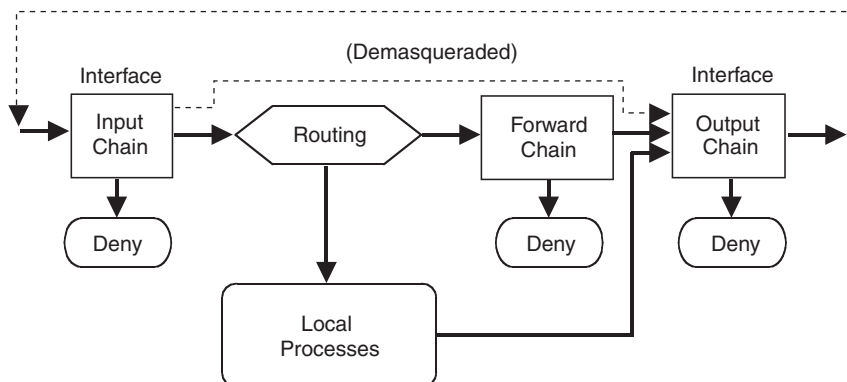 (Demasqueraded)
Interface
Interface
Input
Chain
Routing
Forward
Chain
Output
Chain
Deny
Deny
Deny
Local
Processes